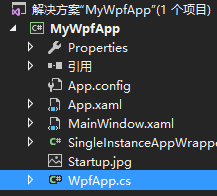 解决方案"MyWpfApp"(1 个项目)
MyWpfApp
Properties
引用
App.config
App.xaml
MainWindow.xaml
SingleInstanceAppWrappe
Startup.jpg
WpfApp.cs